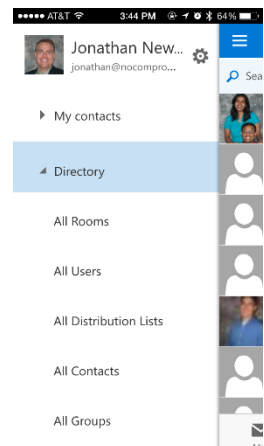 AT&T 3:44 PM 64%
Jonathan New...
jonathan@nocompro...
Sea
My contacts
Directory
All Rooms
All Users
All Distribution Lists
All Contacts
All Groups